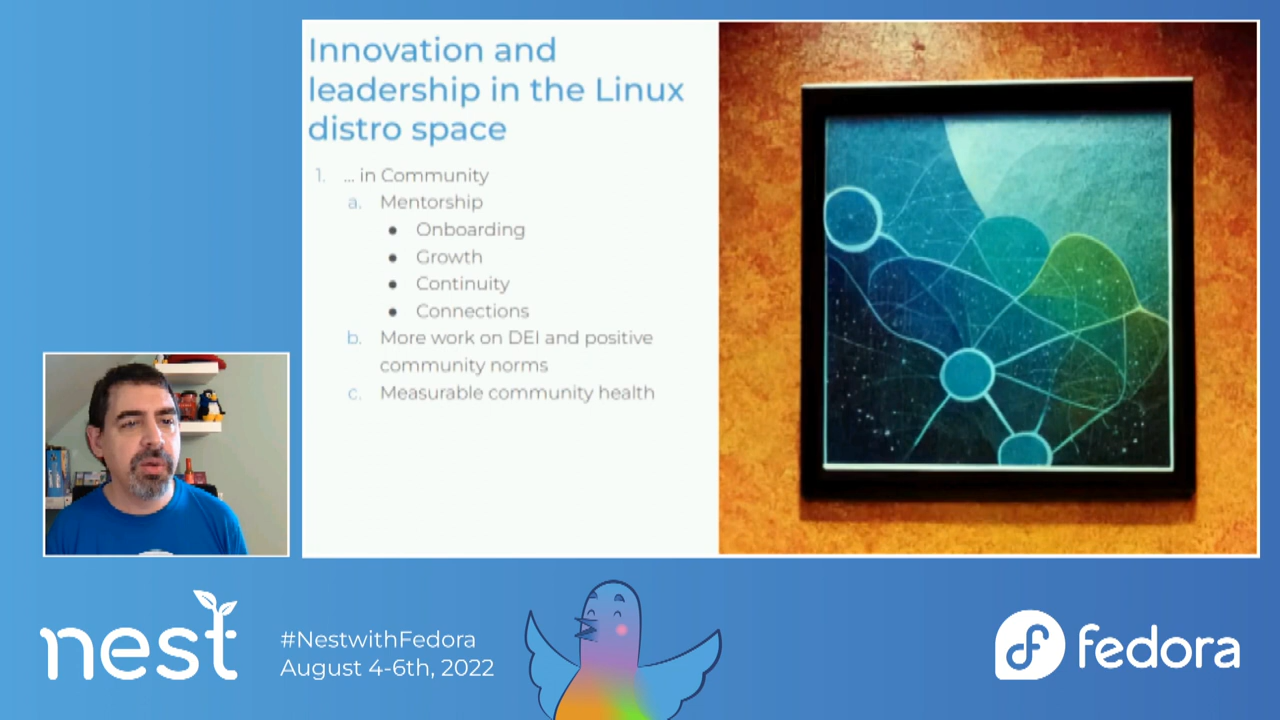 Innovation and
leadership in the Linux
distro space
1. ... in Community
a. Mentorship
● Onboarding
● Growth
● Continuity
● Connections
b. More work on DEI and positive
community norms
c. Measurable community health
nest
#NestwithFedora
August 4-6th, 2022
fedora